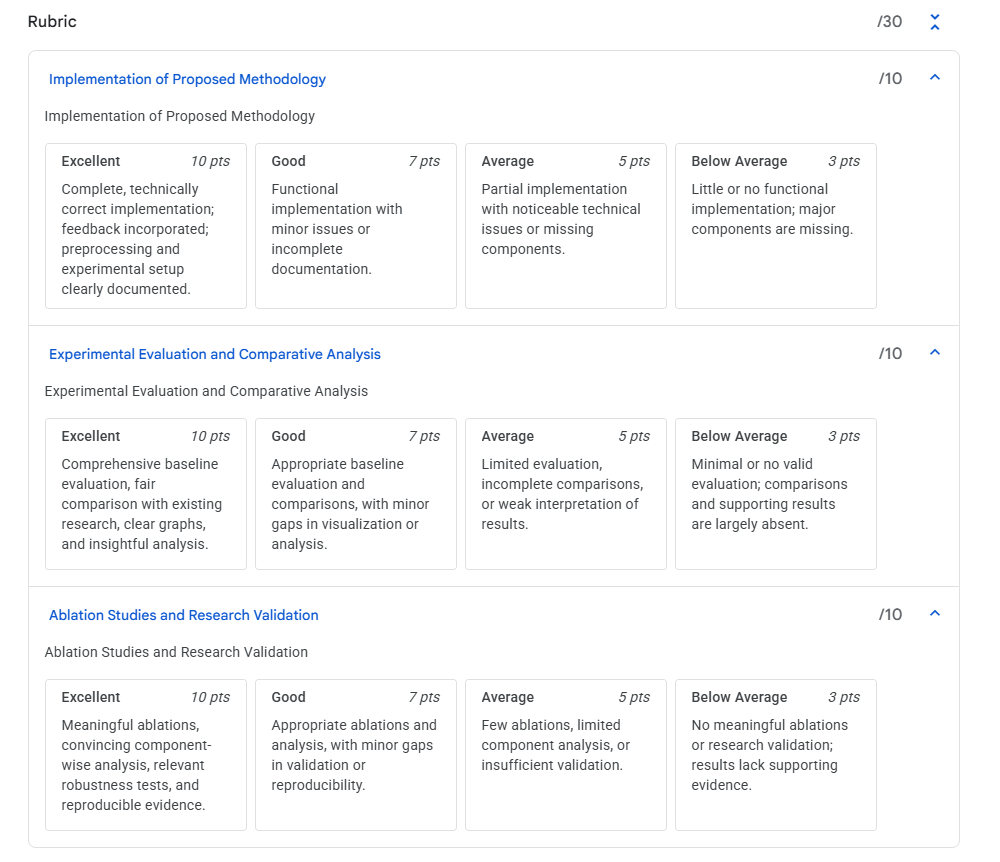 Rubric /30
Implementation of Proposed Methodology /10
Implementation of Proposed Methodology
Excellent 10 pts
Complete, technically
correct implementation;
feedback incorporated;
preprocessing and
experimental setup
clearly documented.
Good 7 pts
Functional
implementation with
minor issues or
incomplete
documentation.
Average 5 pts
Partial implementation
with noticeable technical
issues or missing
components.
Below Average 3 pts
Little or no functional
implementation; major
components are missing.
Experimental Evaluation and Comparative Analysis /10
Experimental Evaluation and Comparative Analysis
Excellent 10 pts
Comprehensive baseline
evaluation, fair
comparison with existing
research, clear graphs,
and insightful analysis.
Good 7 pts
Appropriate baseline
evaluation and
comparisons, with minor
gaps in visualization or
analysis.
Average 5 pts
Limited evaluation,
incomplete comparisons,
or weak interpretation of
results.
Below Average 3 pts
Minimal or no valid
evaluation; comparisons
and supporting results
are largely absent.
Ablation Studies and Research Validation /10
Ablation Studies and Research Validation
Excellent 10 pts
Meaningful ablations,
convincing component-
wise analysis, relevant
robustness tests, and
reproducible evidence.
Good 7 pts
Appropriate ablations and
analysis, with minor gaps
in validation or
reproducibility.
Average 5 pts
Few ablations, limited
component analysis, or
insufficient validation.
Below Average 3 pts
No meaningful ablations
or research validation;
results lack supporting
evidence.